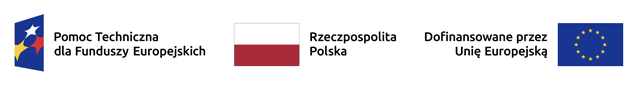 Pomoc Techniczna
dla Funduszy Europejskich
Rzeczpospolita
Polska
Dofinansowane przez
Unię Europejską